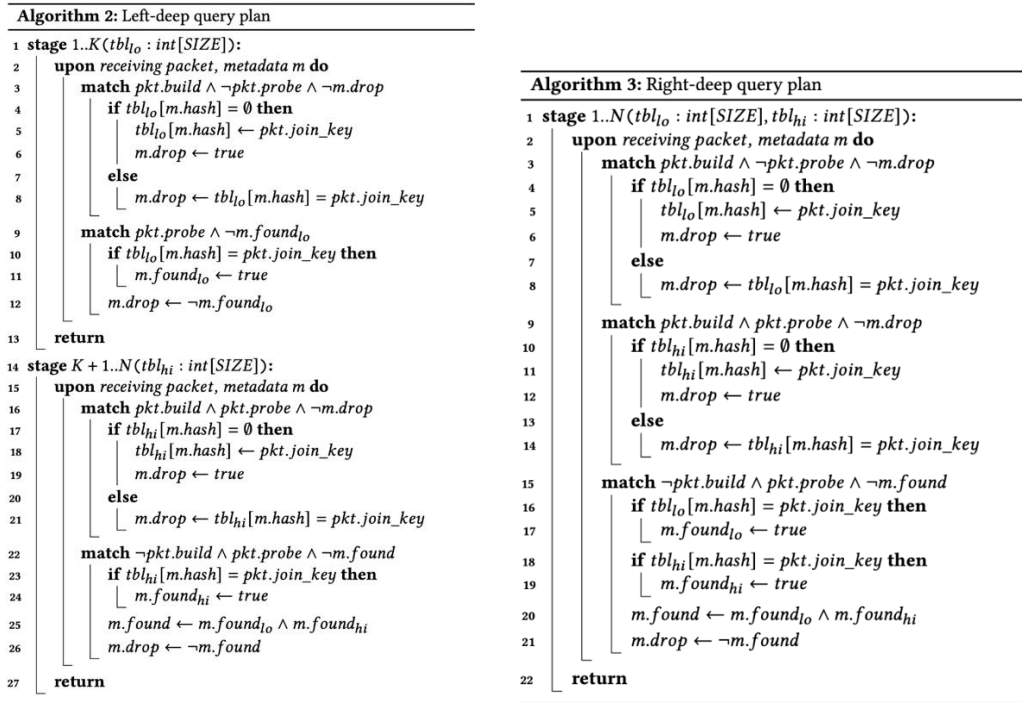 Algorithm 2: Left-deep query plan
1 stage 1..K(tbl_lo : int[SIZE]):
2 upon receiving packet, metadata m do
3 match pkt.build ∧ ¬pkt.probe ∧ ¬m.drop
4 if tbl_lo[m.hash] = ∅ then
5 tbl_lo[m.hash] ← pkt.join_key
6 m.drop ← true
7 else
8 m.drop ← tbl_lo[m.hash] = pkt.join_key
9 match pkt.probe ∧ ¬m.found_lo
10 if tbl_lo[m.hash] = pkt.join_key then
11 m.found_lo ← true
12 m.drop ← ¬m.found_lo
13 return
14 stage K + 1..N(tbl_hi : int[SIZE]):
15 upon receiving packet, metadata m do
16 match pkt.build ∧ pkt.probe ∧ ¬m.drop
17 if tbl_hi[m.hash] = ∅ then
18 tbl_hi[m.hash] ← pkt.join_key
19 m.drop ← true
20 else
21 m.drop ← tbl_hi[m.hash] = pkt.join_key
22 match ¬pkt.build ∧ pkt.probe ∧ ¬m.found
23 if tbl_hi[m.hash] = pkt.join_key then
24 m.found_hi ← true
25 m.found ← m.found_lo ∧ m.found_hi
26 m.drop ← ¬m.found
27 return
Algorithm 3: Right-deep query plan
1 stage 1..N(tbl_lo : int[SIZE], tbl_hi : int[SIZE]):
2 upon receiving packet, metadata m do
3 match pkt.build ∧ ¬pkt.probe ∧ ¬m.drop
4 if tbl_lo[m.hash] = ∅ then
5 tbl_lo[m.hash] ← pkt.join_key
6 m.drop ← true
7 else
8 m.drop ← tbl_lo[m.hash] = pkt.join_key
9 match pkt.build ∧ pkt.probe ∧ ¬m.drop
10 if tbl_hi[m.hash] = ∅ then
11 tbl_hi[m.hash] ← pkt.join_key
12 m.drop ← true
13 else
14 m.drop ← tbl_hi[m.hash] = pkt.join_key
15 match ¬pkt.build ∧ pkt.probe ∧ ¬m.found
16 if tbl_lo[m.hash] = pkt.join_key then
17 m.found_lo ← true
18 if tbl_hi[m.hash] = pkt.join_key then
19 m.found_hi ← true
20 m.found ← m.found_lo ∧ m.found_hi
21 m.drop ← ¬m.found
22 return